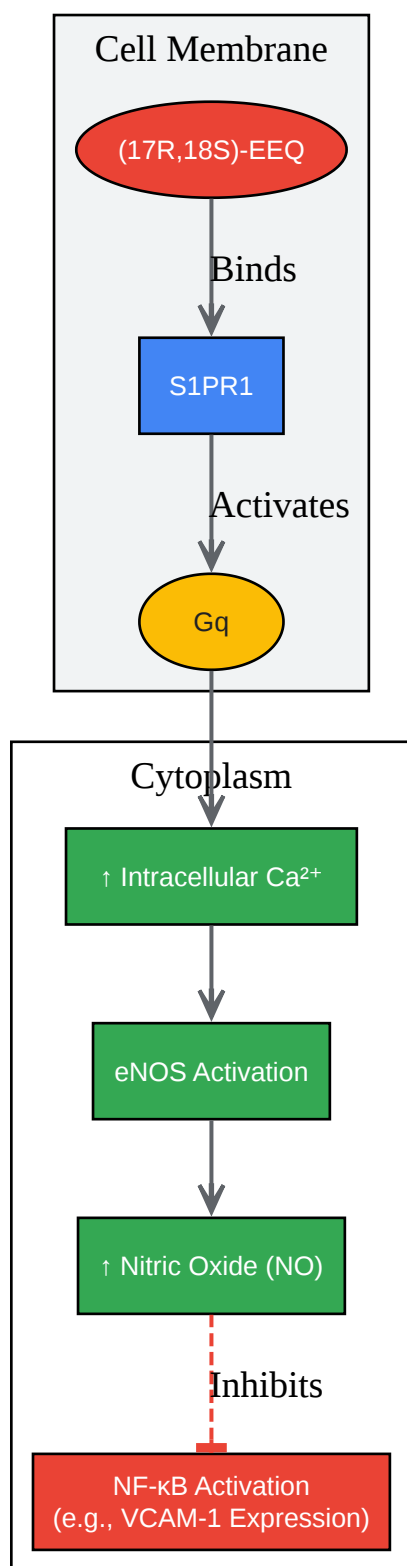 Cell Membrane
(17R,18S)-EEQ
Binds
S1PR1
Activates
Gq
Cytoplasm
↑ Intracellular Ca²⁺
eNOS Activation
↑ Nitric Oxide (NO)
Inhibits
NF-κB Activation
(e.g., VCAM-1 Expression)